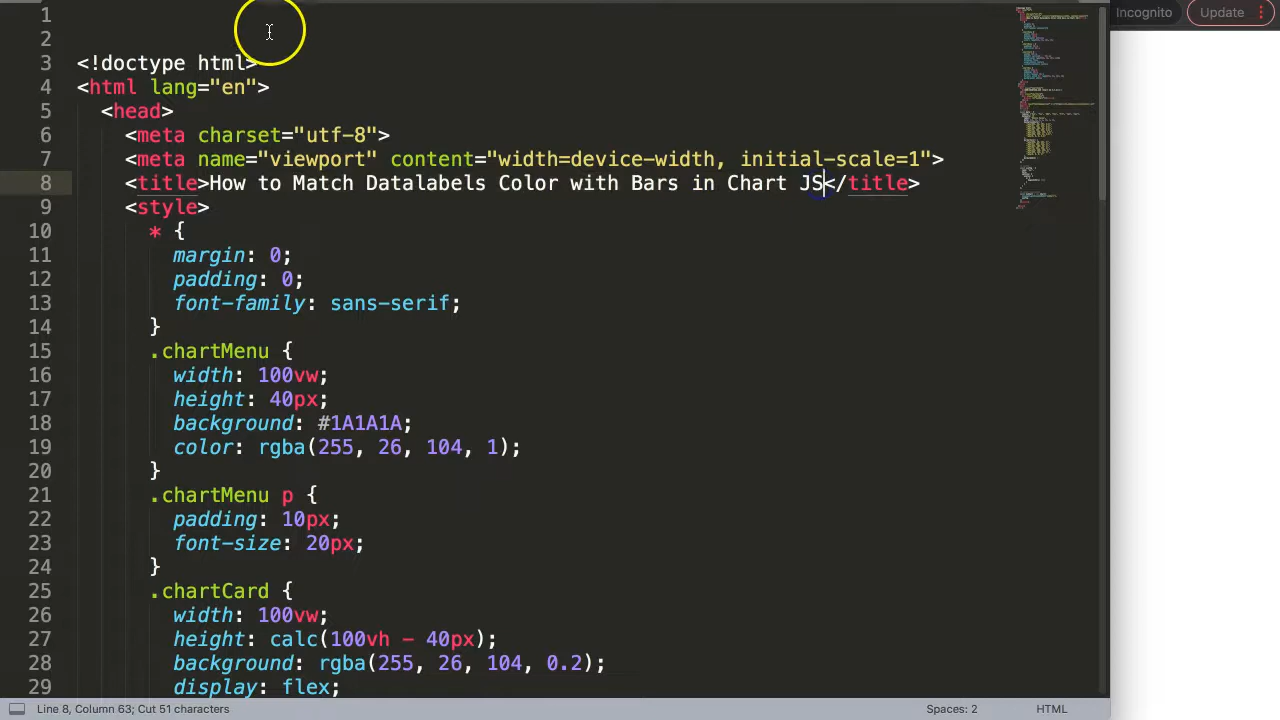 Incognito
Update
1
2
3 <!doctype html>
4 <html lang="en">
5 <head>
6 <meta charset="utf-8">
7 <meta name="viewport" content="width=device-width, initial-scale=1">
8 <title>How to Match Datalabels Color with Bars in Chart JS</title>
9 <style>
10 * {
11 margin: 0;
12 padding: 0;
13 font-family: sans-serif;
14 }
15 .chartMenu {
16 width: 100vw;
17 height: 40px;
18 background: #1A1A1A;
19 color: rgba(255, 26, 104, 1);
20 }
21 .chartMenu p {
22 padding: 10px;
23 font-size: 20px;
24 }
25 .chartCard {
26 width: 100vw;
27 height: calc(100vh - 40px);
28 background: rgba(255, 26, 104, 0.2);
29 display: flex;
Line 8, Column 63; Cut 51 characters
Spaces: 2
HTML